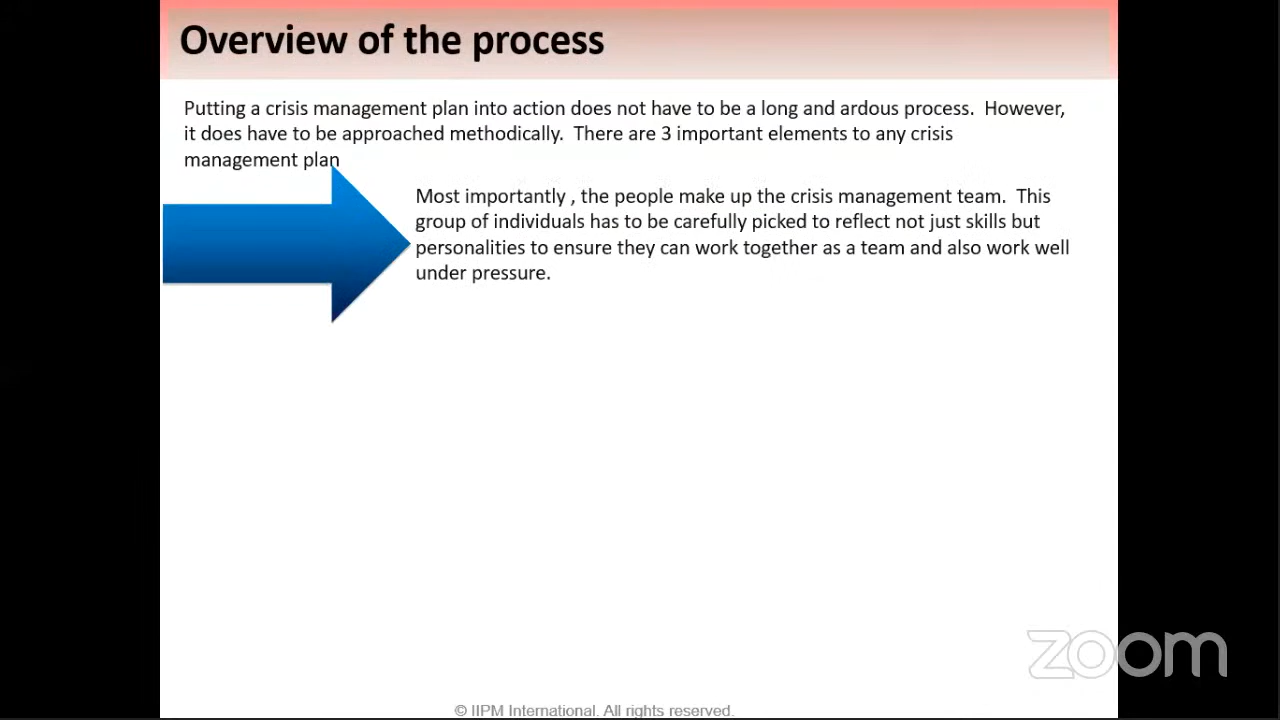 Overview of the process
Putting a crisis management plan into action does not have to be a long and ardous process.  However,
it does have to be approached methodically.  There are 3 important elements to any crisis
management plan
Most importantly , the people make up the crisis management team.  This
group of individuals has to be carefully picked to reflect not just skills but
personalities to ensure they can work together as a team and also work well
under pressure.
zoom
© IIPM International. All rights reserved.